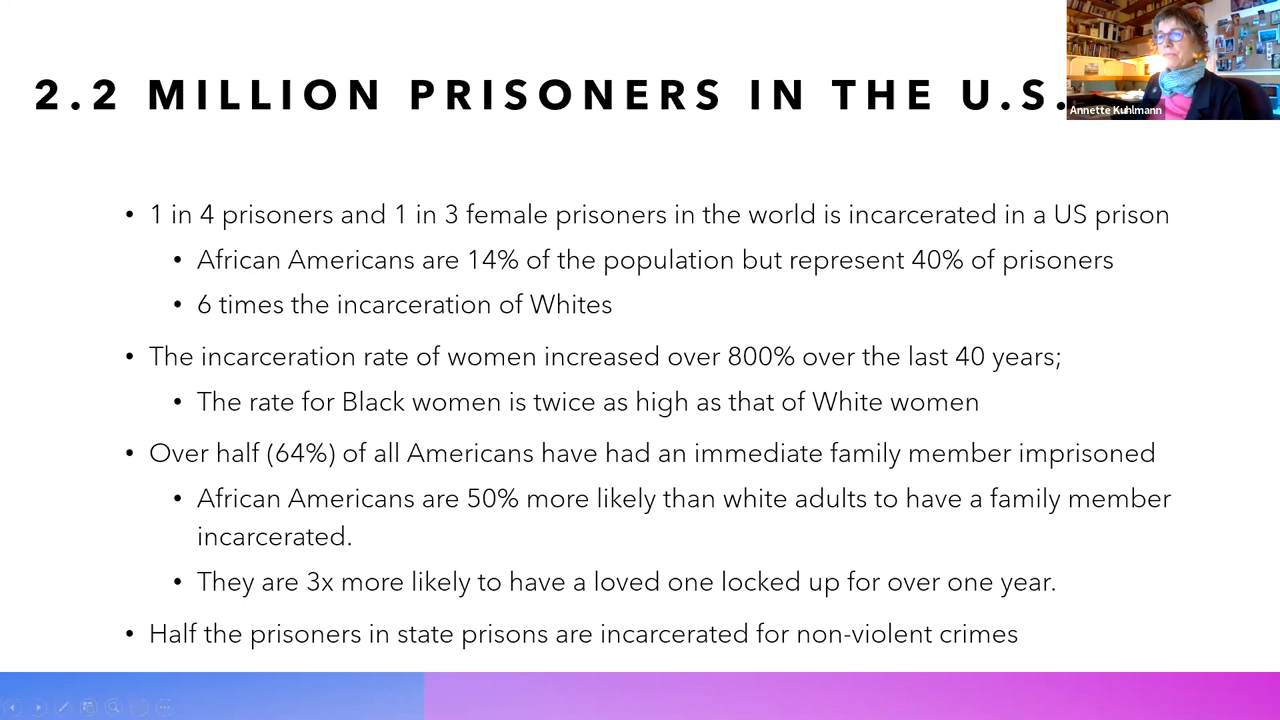 2.2 MILLION PRISONERS IN THE U.S.
Annette Kuhlmann
• 1 in 4 prisoners and 1 in 3 female prisoners in the world is incarcerated in a US prison
• African Americans are 14% of the population but represent 40% of prisoners
• 6 times the incarceration of Whites
• The incarceration rate of women increased over 800% over the last 40 years;
• The rate for Black women is twice as high as that of White women
• Over half (64%) of all Americans have had an immediate family member imprisoned
• African Americans are 50% more likely than white adults to have a family member
incarcerated.
• They are 3x more likely to have a loved one locked up for over one year.
• Half the prisoners in state prisons are incarcerated for non-violent crimes